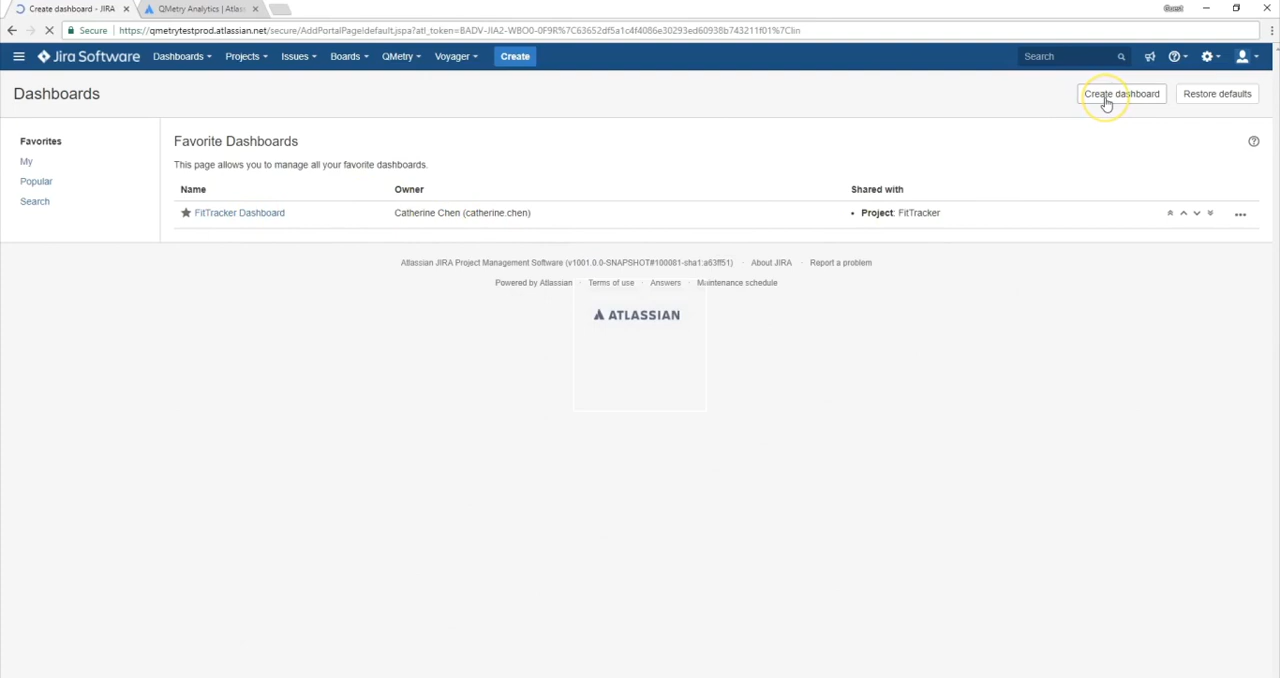 Create dashboard - JIRA
QMetry Analytics | Atlas
Guest
Secure
https://qmetrytestprod.atlassian.net/secure/AddPortalPage!default.jspa?atl_token=BADV-JIA2-WBO0-0F9R%7C63652df5a1c4f4086e30293ed60938b743211f01%7Clin
Jira Software Dashboards Projects Issues Boards QMetry Voyager Create Search
Dashboards
Create dashboard Restore defaults
Favorites
My
Popular
Search
Favorite Dashboards
This page allows you to manage all your favorite dashboards.
Name Owner Shared with
FitTracker Dashboard Catherine Chen (catherine.chen) • Project: FitTracker
Atlassian JIRA Project Management Software (v1001.0.0-SNAPSHOT#100081-sha1:a63ff51) · About JIRA · Report a problem
Powered by Atlassian · Terms of use · Answers · Maintenance schedule
ATLASSIAN